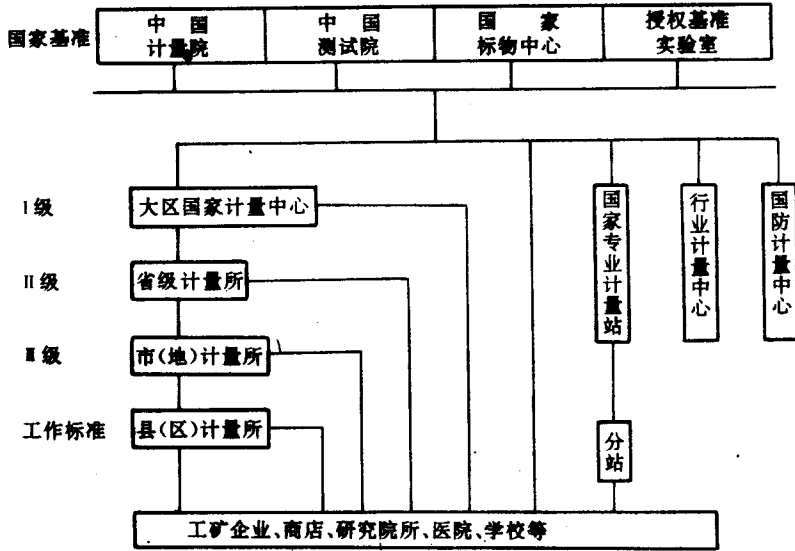 国家基准
中国
计量院
中国
测试院
国家
标物中心
授权基准
实验室
I级
大区国家计量中心
国家专业计量站
行业计量中心
国防计量中心
II级
省级计量所
III级
市(地)计量所
工作标准
县(区)计量所
分站
工矿企业、商店、研究院所、医院、学校等